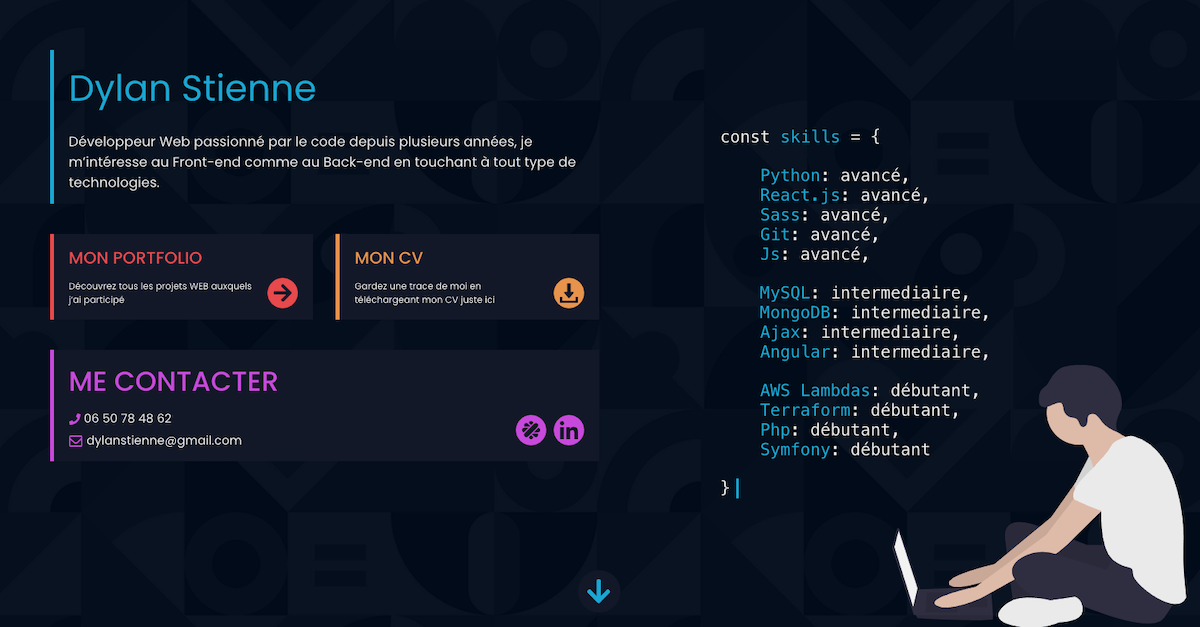 Dylan Stienne
Développeur Web passionné par le code depuis plusieurs années, je
m'intéresse au Front-end comme au Back-end en touchant à tout type de
technologies.
MON PORTFOLIO
Découvrez tous les projets WEB auxquels
j'ai participé
MON CV
Gardez une trace de moi en
téléchargeant mon CV juste ici
ME CONTACTER
06 50 78 48 62
dylanstienne@gmail.com
in
const skills = {
Python: avancé,
React.js: avancé,
Sass: avancé,
Git: avancé,
Js: avancé,
MySQL: intermediaire,
MongoDB: intermediaire,
Ajax: intermediaire,
Angular: intermediaire,
AWS Lambdas: débutant,
Terraform: débutant,
Php: débutant,
Symfony: débutant
}